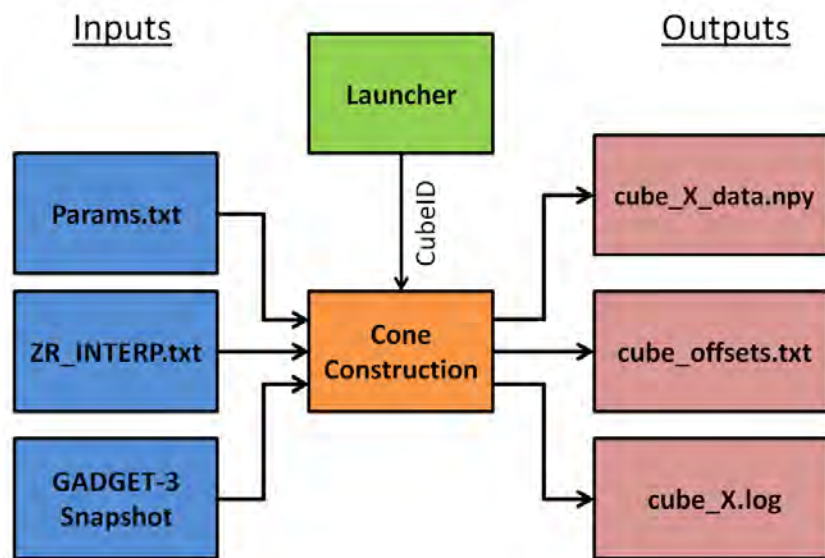 Inputs
Outputs
Launcher
CubeID
Params.txt
ZR_INTERP.txt
GADGET-3
Snapshot
Cone
Construction
cube_X_data.npy
cube_offsets.txt
cube_X.log